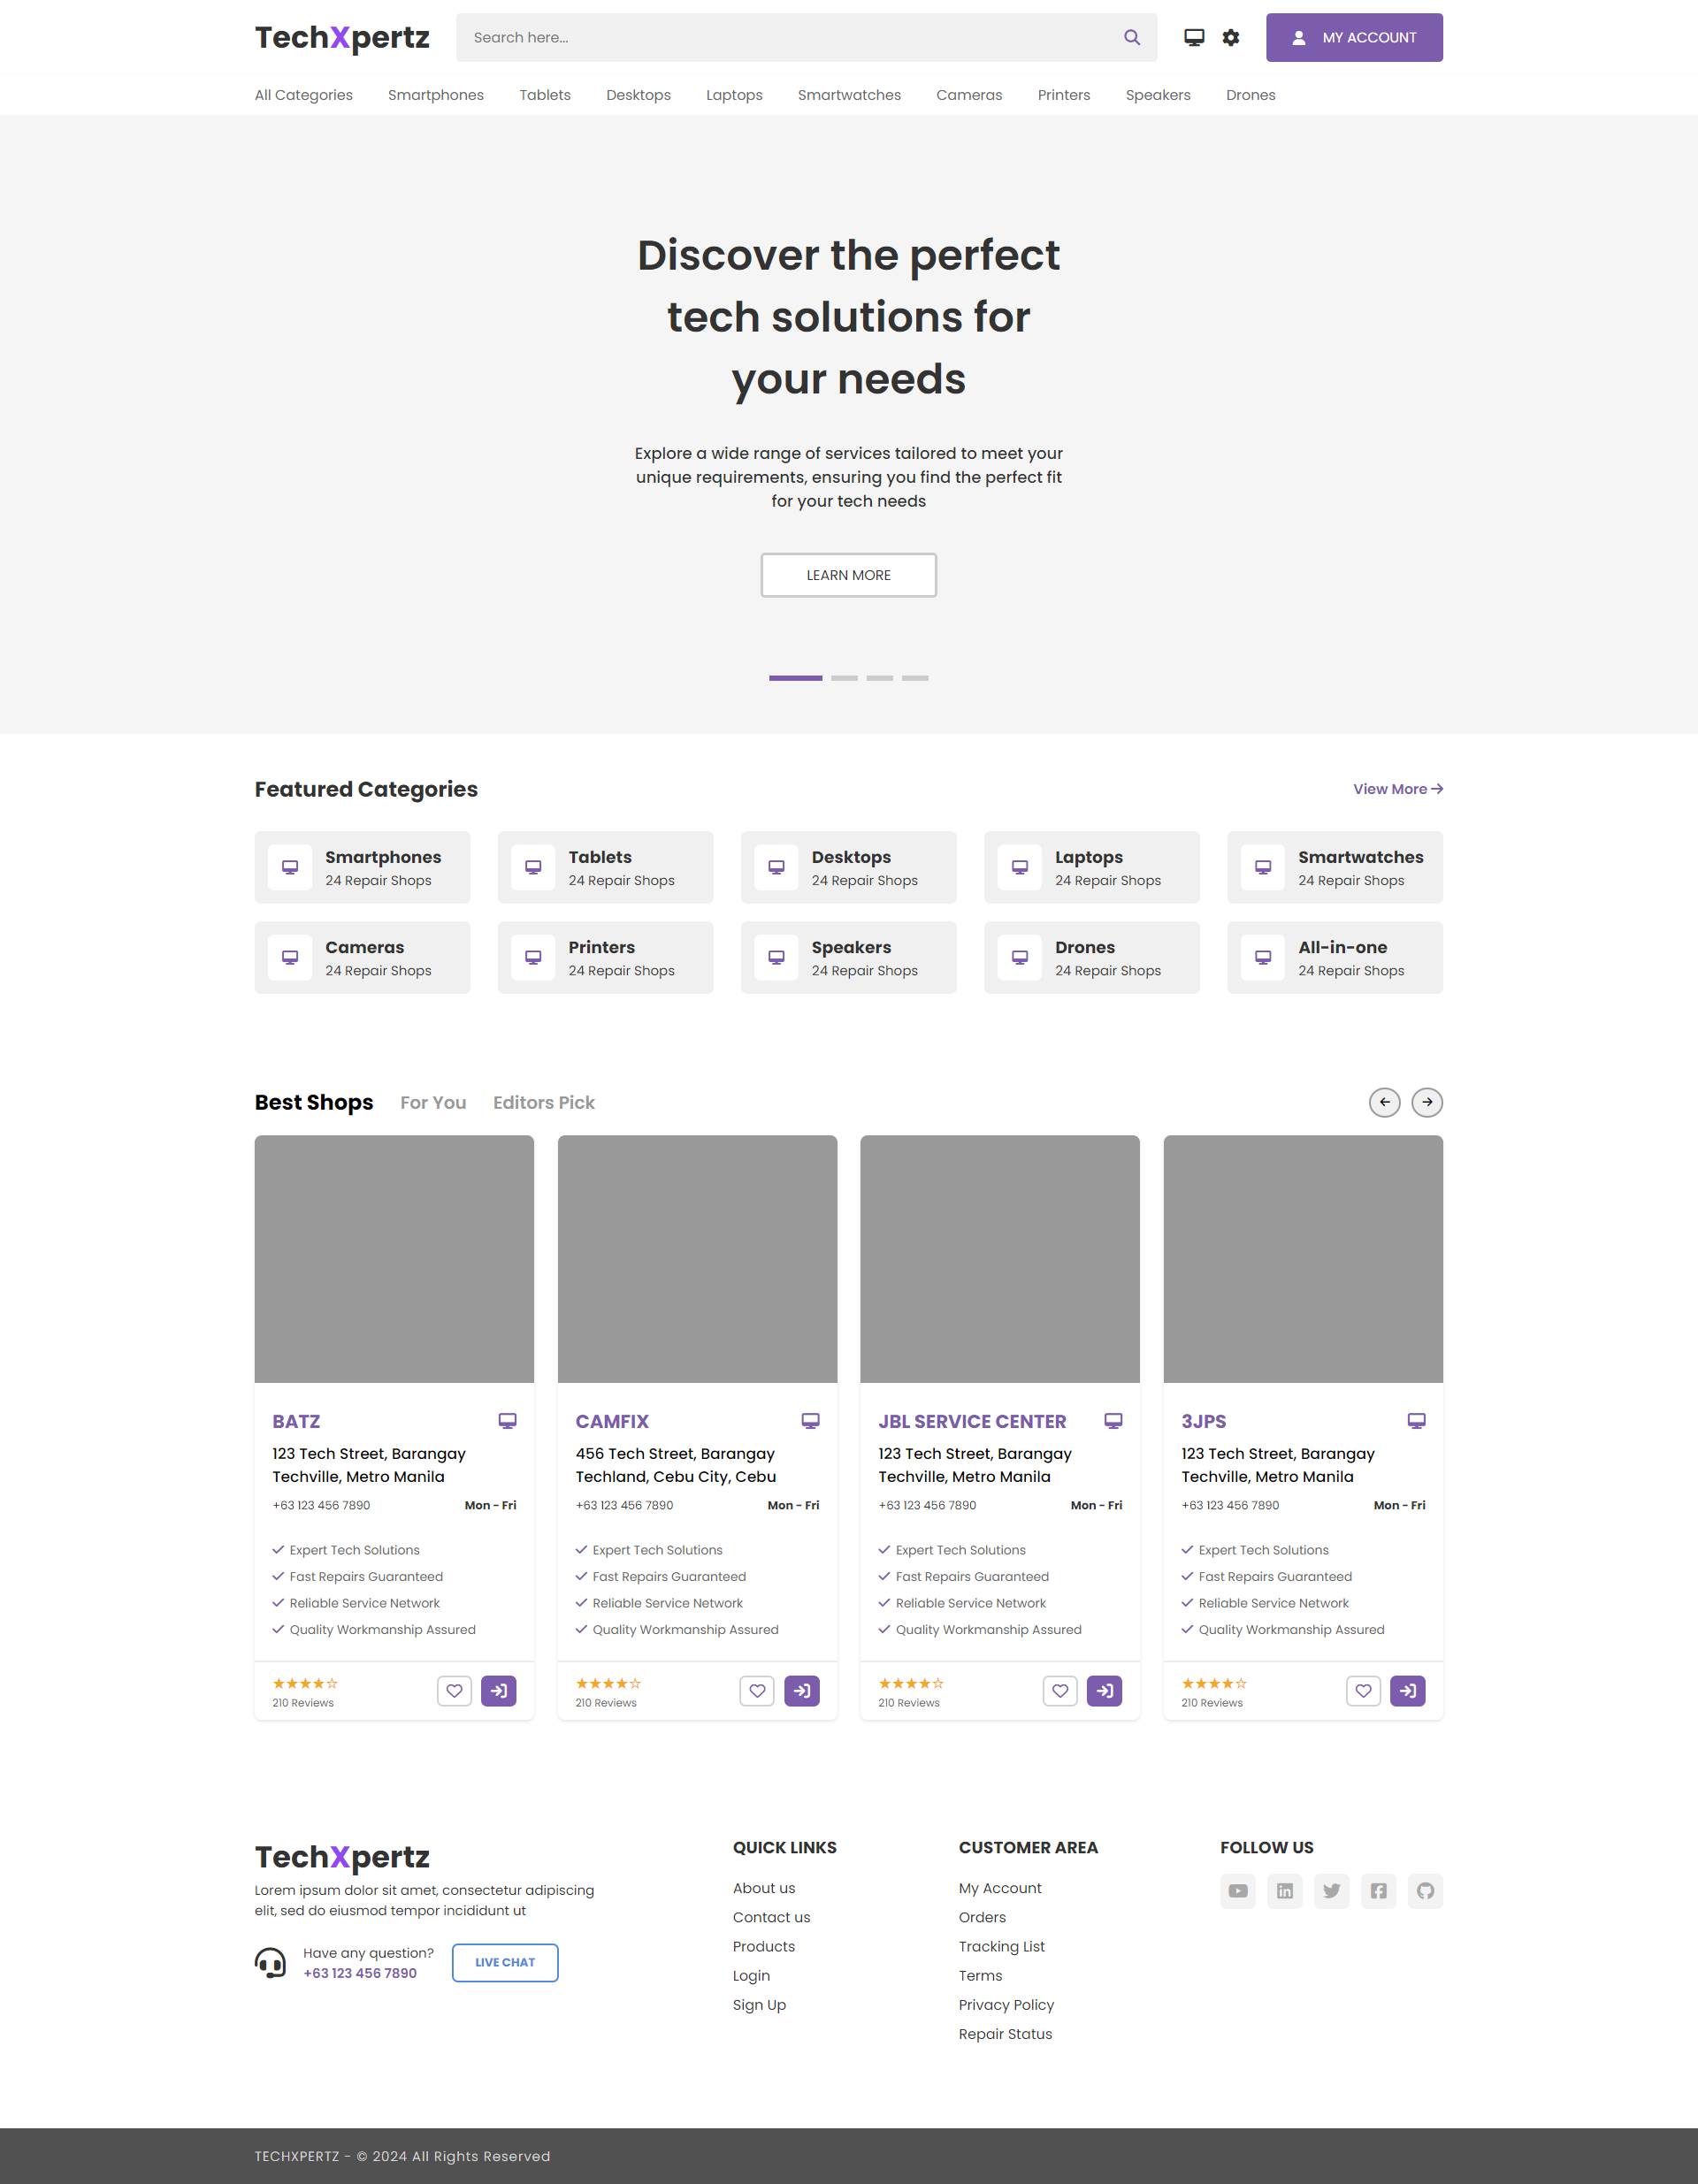 TechXpertz
Search here...
MY ACCOUNT
All Categories
Smartphones
Tablets
Desktops
Laptops
Smartwatches
Cameras
Printers
Speakers
Drones
Discover the perfect
tech solutions for
your needs
Explore a wide range of services tailored to meet your
unique requirements, ensuring you find the perfect fit
for your tech needs
LEARN MORE
Featured Categories
View More
Smartphones
24 Repair Shops
Tablets
24 Repair Shops
Desktops
24 Repair Shops
Laptops
24 Repair Shops
Smartwatches
24 Repair Shops
Cameras
24 Repair Shops
Printers
24 Repair Shops
Speakers
24 Repair Shops
Drones
24 Repair Shops
All-in-one
24 Repair Shops
Best Shops
For You
Editors Pick
BATZ
123 Tech Street, Barangay
Techville, Metro Manila
+63 123 456 7890
Mon - Fri
Expert Tech Solutions
Fast Repairs Guaranteed
Reliable Service Network
Quality Workmanship Assured
210 Reviews
CAMFIX
456 Tech Street, Barangay
Techland, Cebu City, Cebu
+63 123 456 7890
Mon - Fri
Expert Tech Solutions
Fast Repairs Guaranteed
Reliable Service Network
Quality Workmanship Assured
210 Reviews
JBL SERVICE CENTER
123 Tech Street, Barangay
Techville, Metro Manila
+63 123 456 7890
Mon - Fri
Expert Tech Solutions
Fast Repairs Guaranteed
Reliable Service Network
Quality Workmanship Assured
210 Reviews
3JPS
123 Tech Street, Barangay
Techville, Metro Manila
+63 123 456 7890
Mon - Fri
Expert Tech Solutions
Fast Repairs Guaranteed
Reliable Service Network
Quality Workmanship Assured
210 Reviews
TechXpertz
Lorem ipsum dolor sit amet, consectetur adipiscing
elit, sed do eiusmod tempor incididunt ut
Have any question?
+63 123 456 7890
LIVE CHAT
QUICK LINKS
About us
Contact us
Products
Login
Sign Up
CUSTOMER AREA
My Account
Orders
Tracking List
Terms
Privacy Policy
Repair Status
FOLLOW US
TECHXPERTZ - © 2024 All Rights Reserved